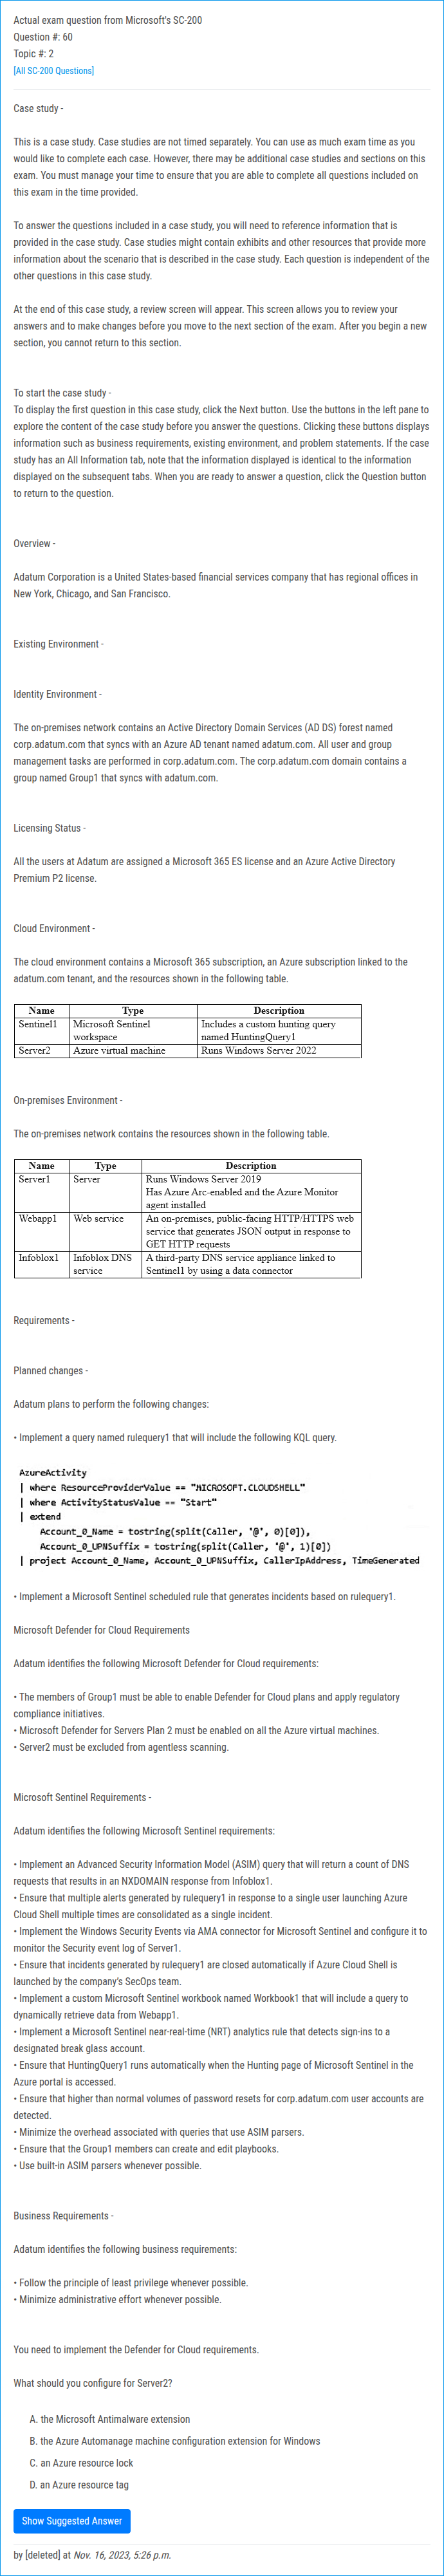 Actual exam question from Microsoft's SC-200
Question #: 60
Topic #: 2
[All SC-200 Questions]
Case study -
This is a case study. Case studies are not timed separately. You can use as much exam time as you
would like to complete each case. However, there may be additional case studies and sections on this
exam. You must manage your time to ensure that you are able to complete all questions included on
this exam in the time provided.
To answer the questions included in a case study, you will need to reference information that is
provided in the case study. Case studies might contain exhibits and other resources that provide more
information about the scenario that is described in the case study. Each question is independent of the
other questions in this case study.
At the end of this case study, a review screen will appear. This screen allows you to review your
answers and to make changes before you move to the next section of the exam. After you begin a new
section, you cannot return to this section.
To start the case study -
To display the first question in this case study, click the Next button. Use the buttons in the left pane to
explore the content of the case study before you answer the questions. Clicking these buttons displays
information such as business requirements, existing environment, and problem statements. If the case
study has an All Information tab, note that the information displayed is identical to the information
displayed on the subsequent tabs. When you are ready to answer a question, click the Question button
to return to the question.
Overview -
Adatum Corporation is a United States-based financial services company that has regional offices in
New York, Chicago, and San Francisco.
Existing Environment -
Identity Environment -
The on-premises network contains an Active Directory Domain Services (AD DS) forest named
corp.adatum.com that syncs with an Azure AD tenant named adatum.com. All user and group
management tasks are performed in corp.adatum.com. The corp.adatum.com domain contains a
group named Group1 that syncs with adatum.com.
Licensing Status -
All the users at Adatum are assigned a Microsoft 365 ES license and an Azure Active Directory
Premium P2 license.
Cloud Environment -
The cloud environment contains a Microsoft 365 subscription, an Azure subscription linked to the
adatum.com tenant, and the resources shown in the following table.
Name Type Description
Sentinel1 Microsoft Sentinel workspace Includes a custom hunting query named HuntingQuery1
Server2 Azure virtual machine Runs Windows Server 2022
On-premises Environment -
The on-premises network contains the resources shown in the following table.
Name Type Description
Server1 Server Runs Windows Server 2019
Has Azure Arc-enabled and the Azure Monitor
agent installed
Webapp1 Web service An on-premises, public-facing HTTP/HTTPS web
service that generates JSON output in response to
GET HTTP requests
Infoblox1 Infoblox DNS service A third-party DNS service appliance linked to
Sentinel1 by using a data connector
Requirements -
Planned changes -
Adatum plans to perform the following changes:
• Implement a query named rulequery1 that will include the following KQL query.
AzureActivity
| where ResourceProviderValue == "MICROSOFT.CLOUDSHELL"
| where ActivityStatusValue == "Start"
| extend
Account_0_Name = tostring(split(Caller, '@', 0)[0]),
Account_0_UPNSuffix = tostring(split(Caller, '@', 1)[0])
| project Account_0_Name, Account_0_UPNSuffix, CallerIpAddress, TimeGenerated
• Implement a Microsoft Sentinel scheduled rule that generates incidents based on rulequery1.
Microsoft Defender for Cloud Requirements
Adatum identifies the following Microsoft Defender for Cloud requirements:
• The members of Group1 must be able to enable Defender for Cloud plans and apply regulatory
compliance initiatives.
• Microsoft Defender for Servers Plan 2 must be enabled on all the Azure virtual machines.
• Server2 must be excluded from agentless scanning.
Microsoft Sentinel Requirements -
Adatum identifies the following Microsoft Sentinel requirements:
• Implement an Advanced Security Information Model (ASIM) query that will return a count of DNS
requests that results in an NXDOMAIN response from Infoblox1.
• Ensure that multiple alerts generated by rulequery1 in response to a single user launching Azure
Cloud Shell multiple times are consolidated as a single incident.
• Implement the Windows Security Events via AMA connector for Microsoft Sentinel and configure it to
monitor the Security event log of Server1.
• Ensure that incidents generated by rulequery1 are closed automatically if Azure Cloud Shell is
launched by the company's SecOps team.
• Implement a custom Microsoft Sentinel workbook named Workbook1 that will include a query to
dynamically retrieve data from Webapp1.
• Implement a Microsoft Sentinel near-real-time (NRT) analytics rule that detects sign-ins to a
designated break glass account.
• Ensure that HuntingQuery1 runs automatically when the Hunting page of Microsoft Sentinel in the
Azure portal is accessed.
• Ensure that higher than normal volumes of password resets for corp.adatum.com user accounts are
detected.
• Minimize the overhead associated with queries that use ASIM parsers.
• Ensure that the Group1 members can create and edit playbooks.
• Use built-in ASIM parsers whenever possible.
Business Requirements -
Adatum identifies the following business requirements:
• Follow the principle of least privilege whenever possible.
• Minimize administrative effort whenever possible.
You need to implement the Defender for Cloud requirements.
What should you configure for Server2?
A. the Microsoft Antimalware extension
B. the Azure Automanage machine configuration extension for Windows
C. an Azure resource lock
D. an Azure resource tag
Show Suggested Answer
by [deleted] at Nov. 16, 2023, 5:26 p.m.